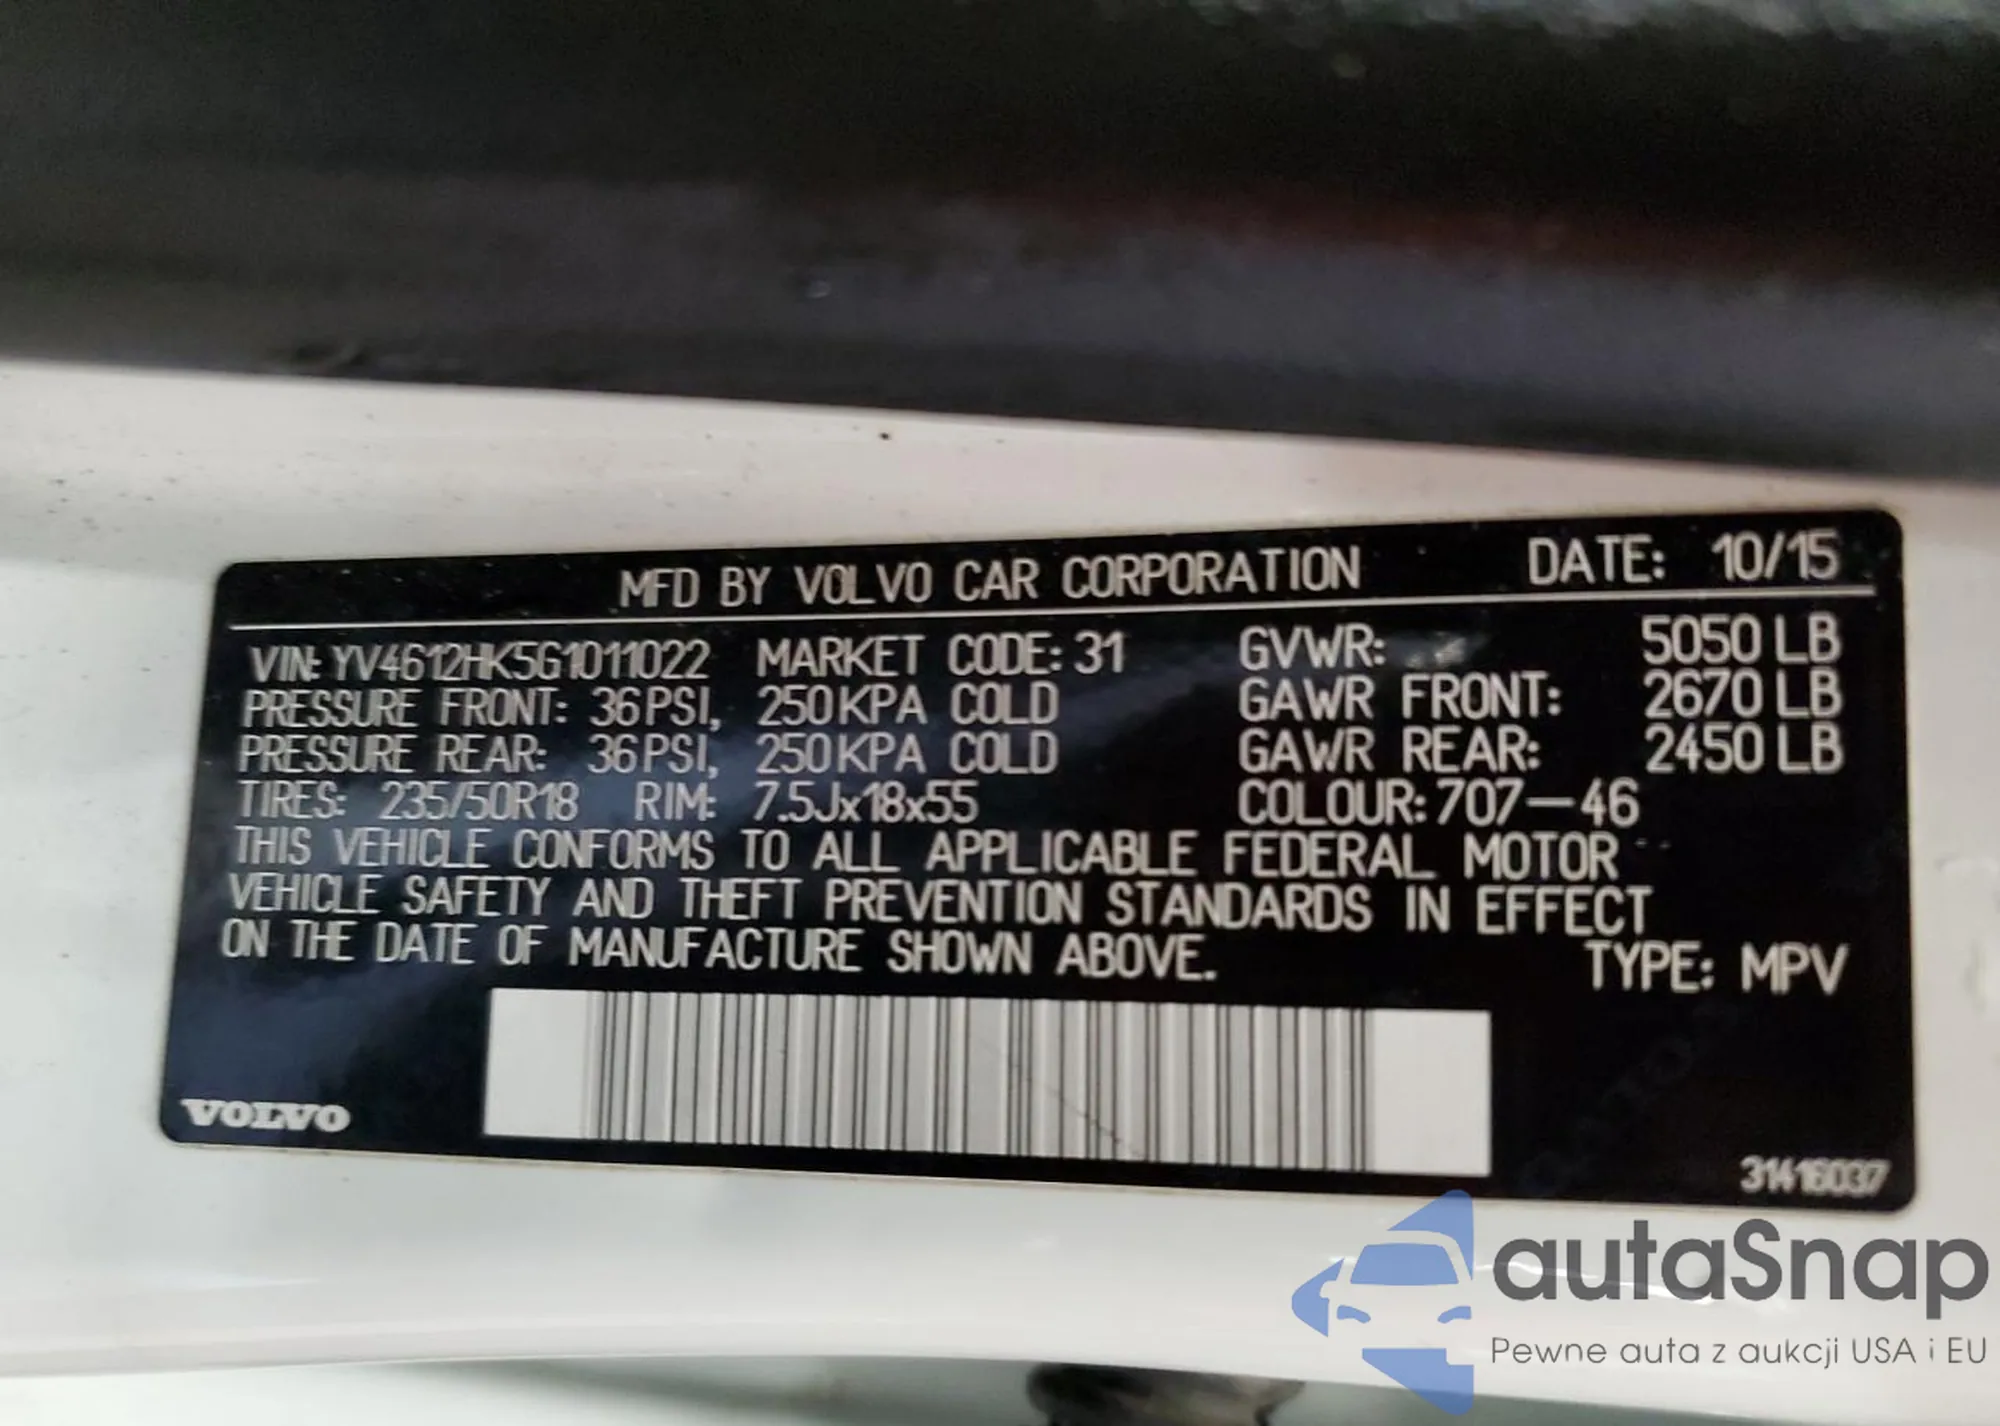 MFD BY VOLVO CAR CORPORATION DATE: 10/15
VIN: YV4612HK5G1011022 MARKET CODE: 31 GVWR: 5050 LB
PRESSURE FRONT: 36 PSI, 250 KPA COLD GAWR FRONT: 2670 LB
PRESSURE REAR: 36 PSI, 250 KPA COLD GAWR REAR: 2450 LB
TIRES: 235/50R18 RIM: 7.5Jx18x55 COLOUR: 707-46
THIS VEHICLE CONFORMS TO ALL APPLICABLE FEDERAL MOTOR
VEHICLE SAFETY AND THEFT PREVENTION STANDARDS IN EFFECT
ON THE DATE OF MANUFACTURE SHOWN ABOVE. TYPE: MPV
VOLVO
31416037
autaSnap
Pewne auta z aukcji USA i EU